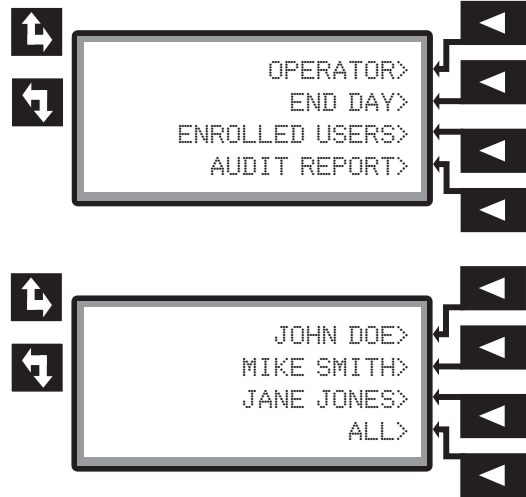 OPERATOR>
END DAY>
ENROLLED USERS>
AUDIT REPORT>
JOHN DOE>
MIKE SMITH>
JANE JONES>
ALL>